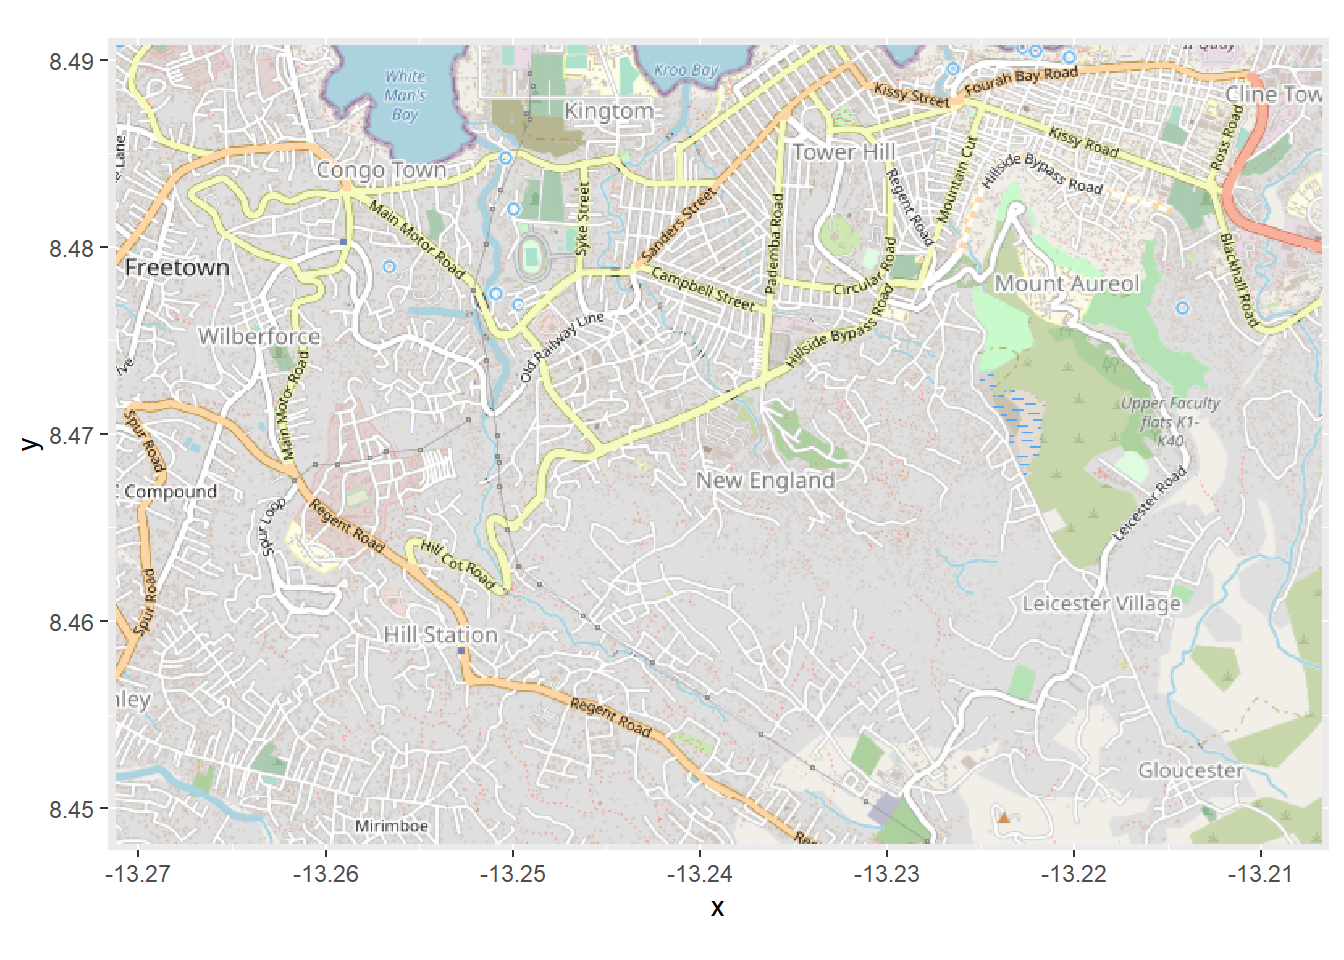 8.49
8.48
8.47
8.46
8.45
y
White
Man's
Bay
Kroo Bay
Kingtom
Kissy Street
Fourah Bay Road
Cline Tow
Lane
Congo Town
Tower Hill
Kissy Road
Ross Road
Mountain Cut
Hillside Bypass Road
Regent Road
Main Motor Road
Syke Street
Sanders Street
Pademba Road
Freetown
Campbell Street
Circular Road
Mount Aureol
Blackhall Road
Wilberforce
Old Railway Line
Hillside Bypass Road
Main Motor Road
Upper Faculty
flats K1-
K40
Spur Road
New England
Compound
Spur Loop
Regent Road
Leicester Road
Hill Cot Road
Spur Road
Leicester Village
Hill Station
nley
Regent Road
Gloucester
Mirimboe
Re
-13.27
-13.26
-13.25
-13.24
-13.23
-13.22
-13.21
x